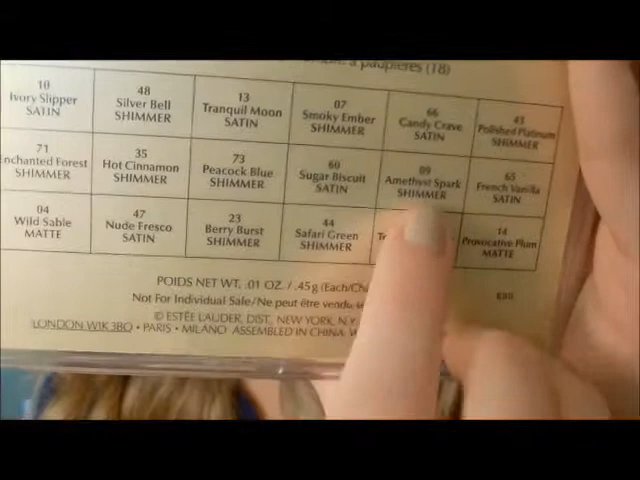 à paupières (18)
10 48 13 07 66 43
Ivory Slipper Silver Bell Tranquil Moon Smoky Ember Candy Crave Polished Platinum
SATIN SHIMMER SATIN SHIMMER SATIN SHIMMER
71 35 73 60 09 65
Enchanted Forest Hot Cinnamon Peacock Blue Sugar Biscuit Amethyst Spark French Vanilla
SHIMMER SHIMMER SHIMMER SATIN SHIMMER SATIN
04 47 23 44 14
Wild Sable Nude Fresco Berry Burst Safari Green Provocative Plum
MATTE SATIN SHIMMER SHIMMER MATTE
POIDS NET WT. .01 OZ. / .45g (Each/
Not For Individual Sale/Ne peut être vendu
© ESTÉE LAUDER, DIST. NEW YORK, N.Y.
LONDON W1K 3BQ • PARIS • MILANO ASSEMBLED IN CHINA